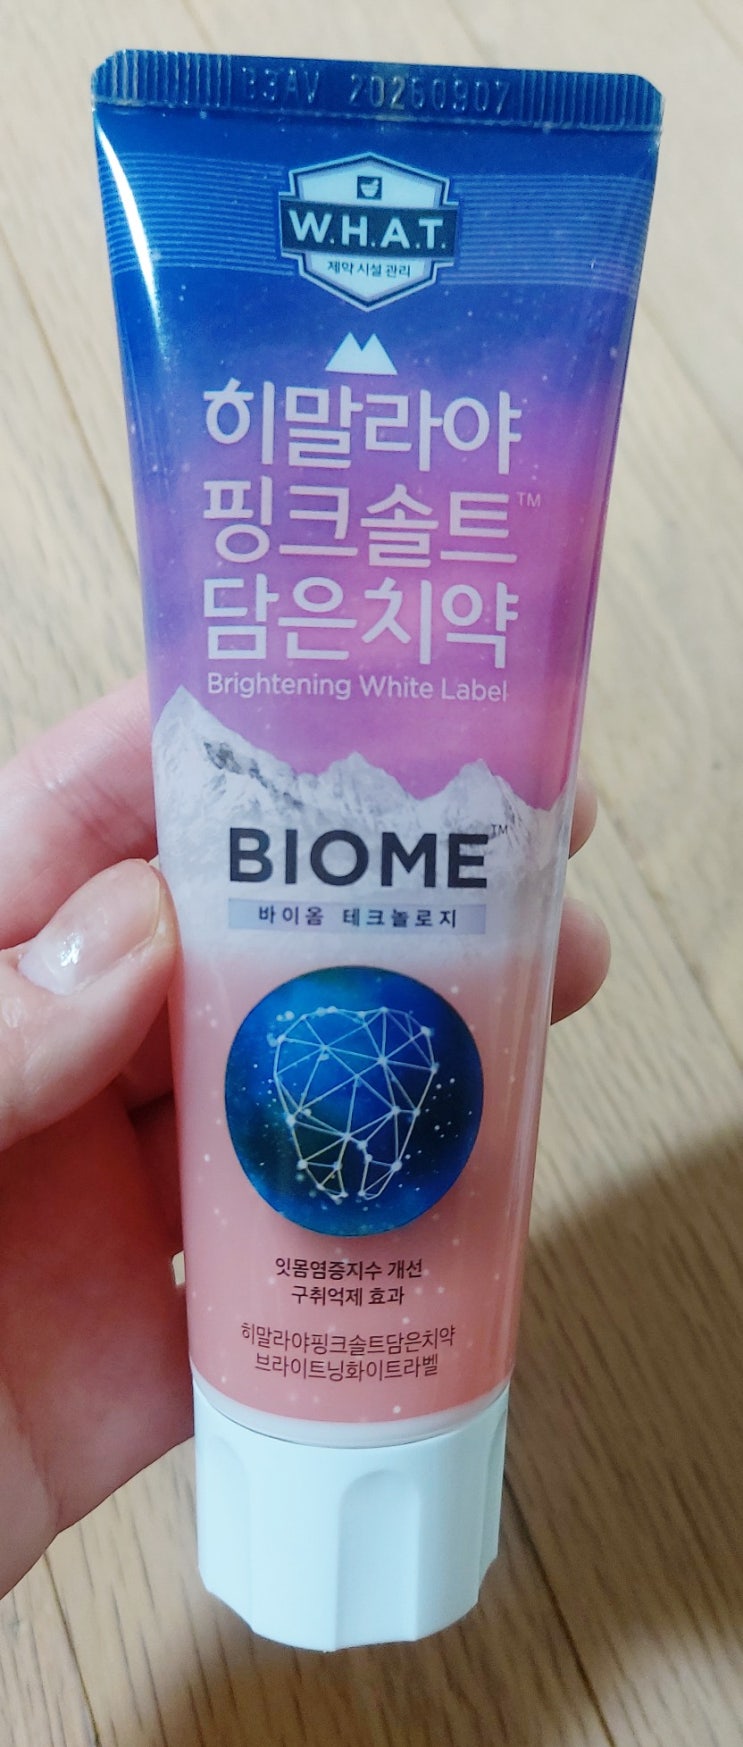 B3AV 20260907
W.H.A.T.
제약 시설 관리
히말라야
핑크솔트™
담은치약
Brightening White Label
BIOME™
바이옴 테크놀로지
잇몸염증지수 개선
구취억제 효과
히말라야핑크솔트담은치약
브라이트닝화이트라벨